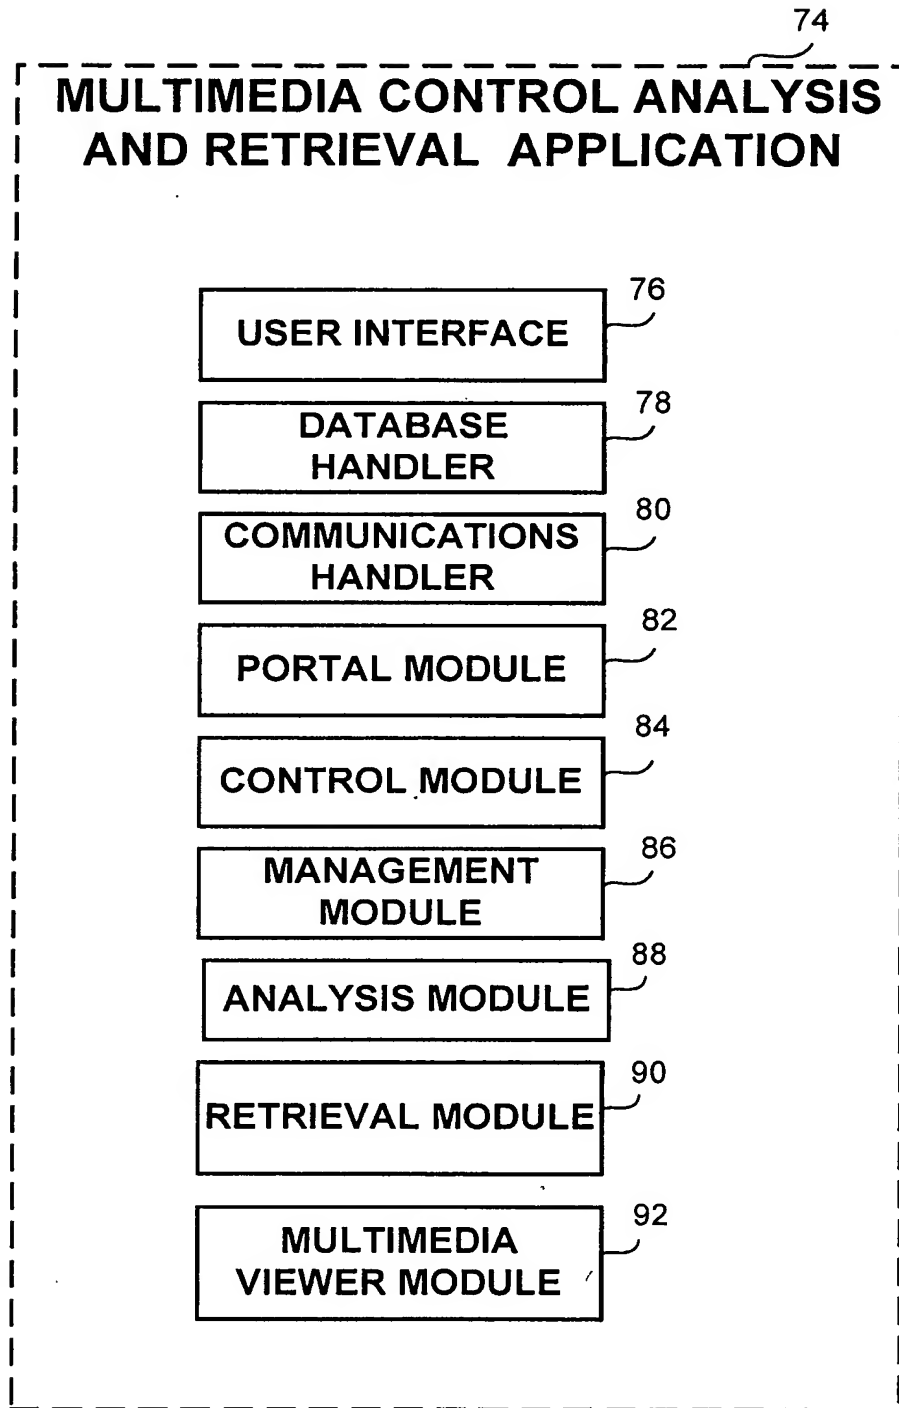 74
MULTIMEDIA CONTROL ANALYSIS
AND RETRIEVAL APPLICATION
76
USER INTERFACE
78
DATABASE
HANDLER
80
COMMUNICATIONS
HANDLER
82
PORTAL MODULE
84
CONTROL MODULE
86
MANAGEMENT
MODULE
88
ANALYSIS MODULE
90
RETRIEVAL MODULE
92
MULTIMEDIA
VIEWER MODULE